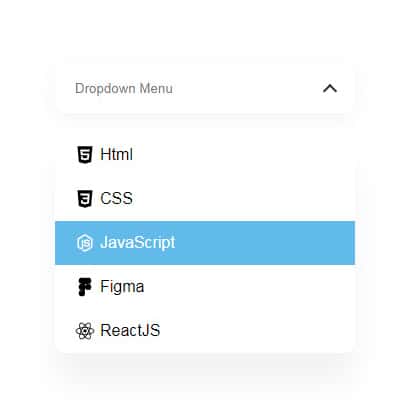 Dropdown Menu
Html
CSS
JavaScript
Figma
ReactJS